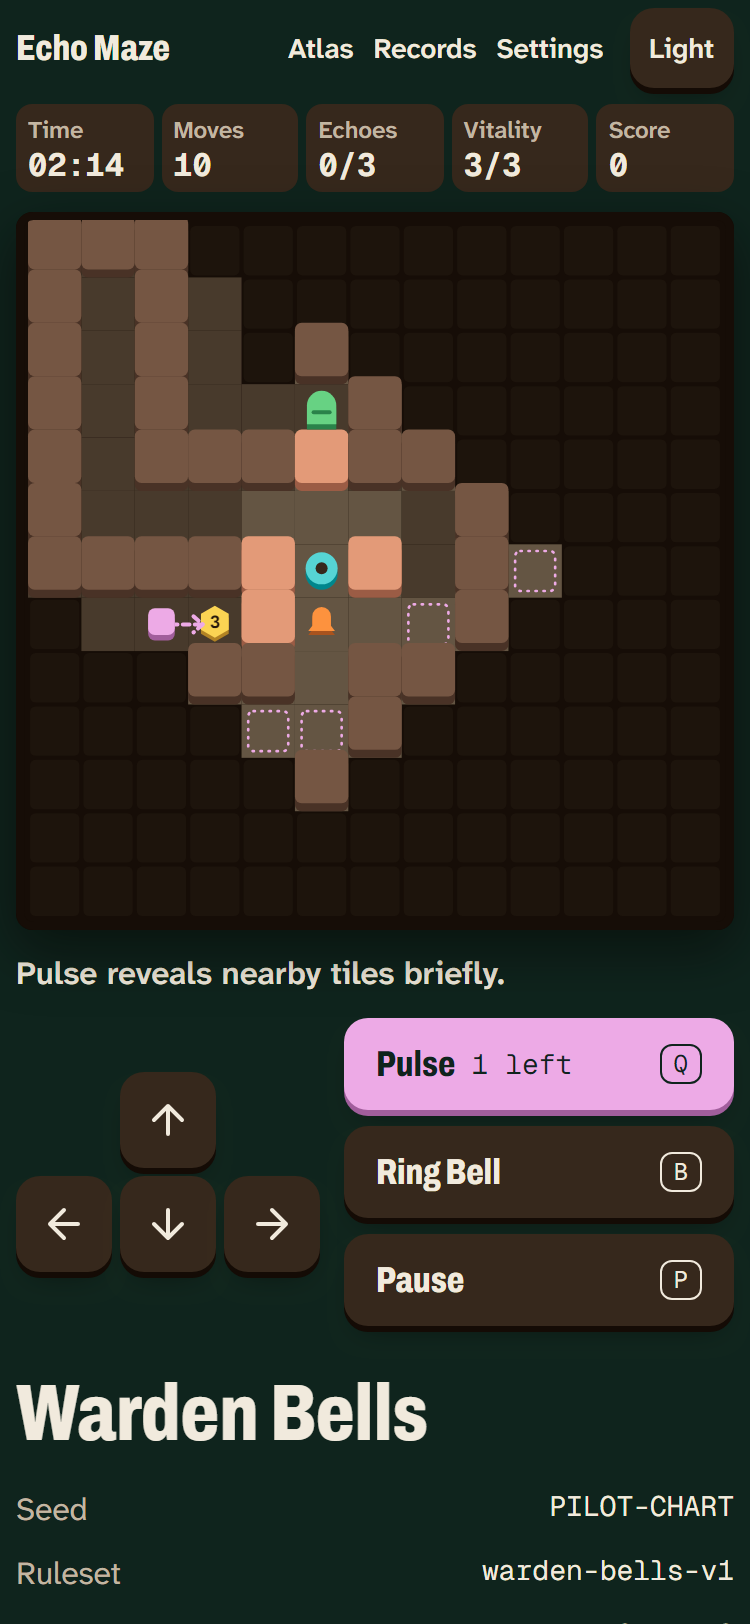 Echo Maze Atlas Records Settings Light
Time Moves Echoes Vitality Score
02:14 10 0/3 3/3 0
3
Pulse reveals nearby tiles briefly.
Pulse 1 left Q
Ring Bell B
Pause P
Warden Bells
Seed PILOT-CHART
Ruleset warden-bells-v1